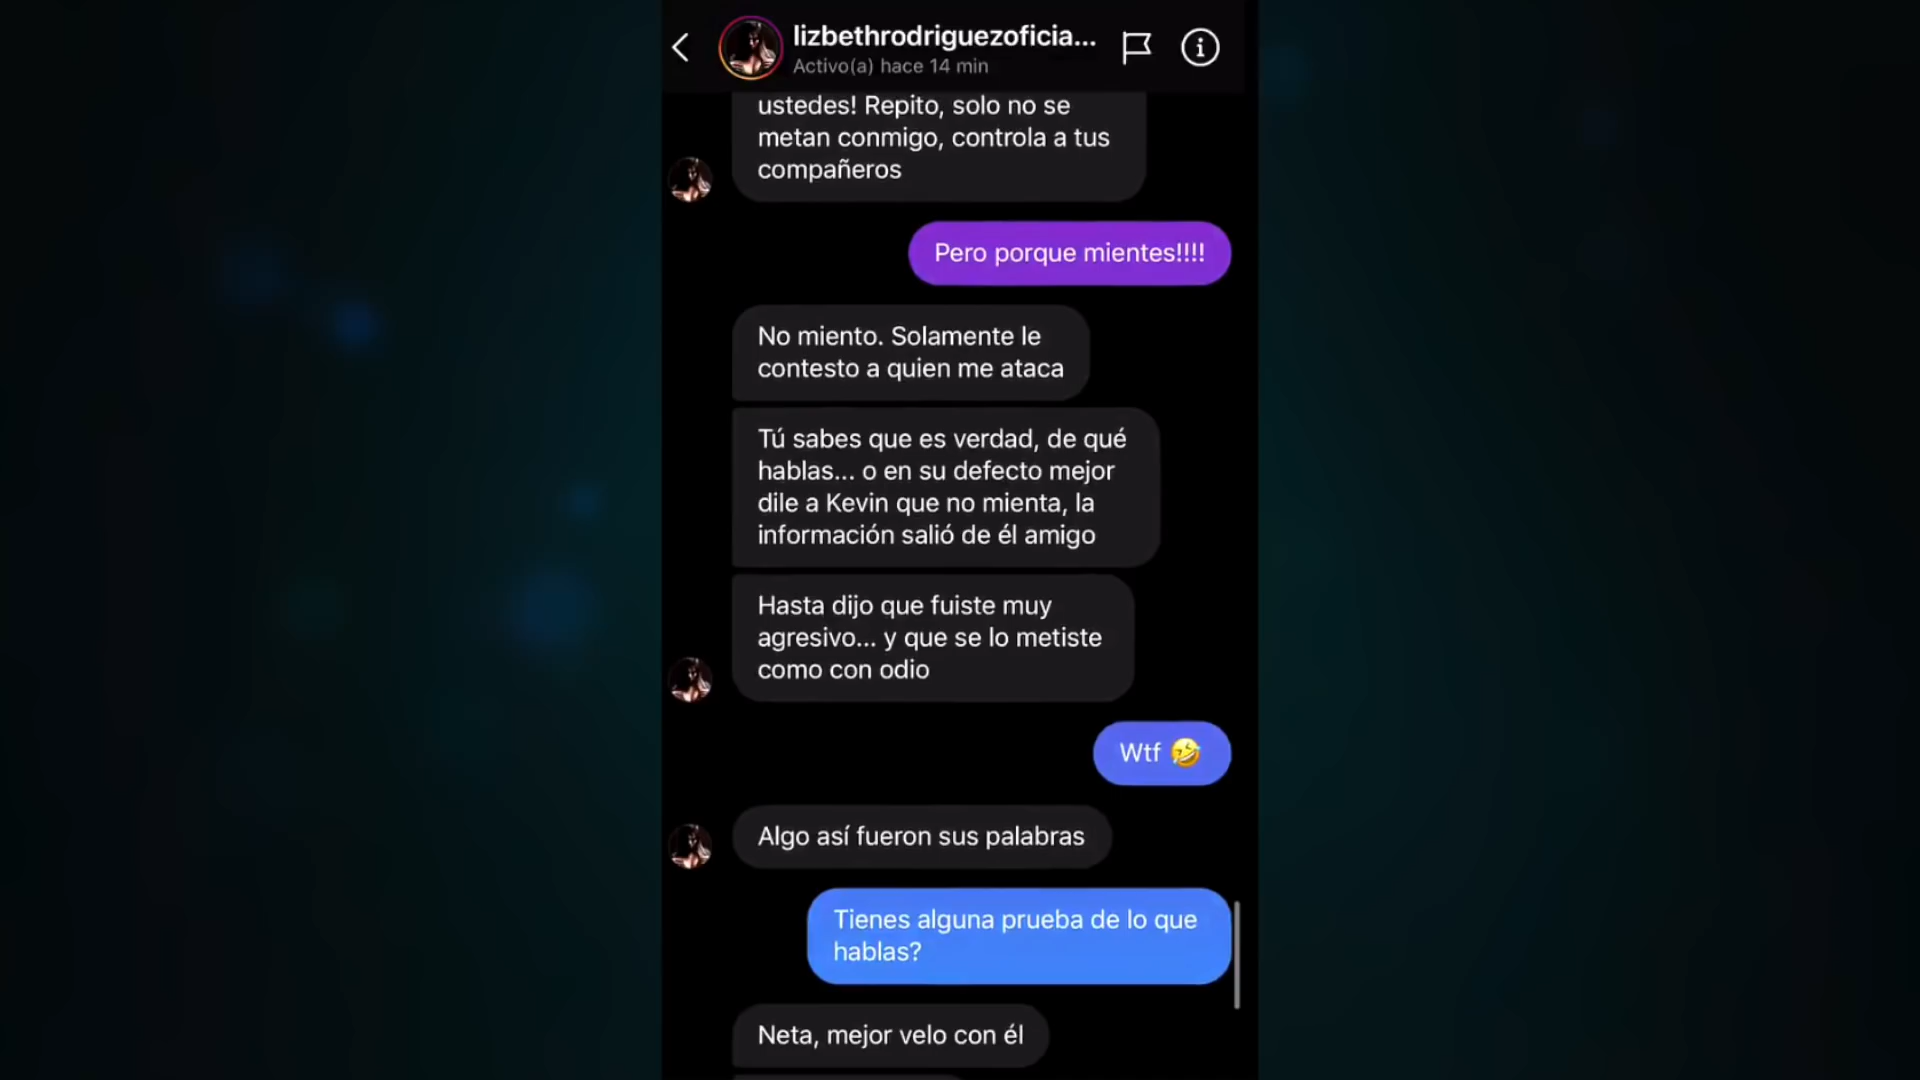 lizbethrodriguezoficia...
Activo(a) hace 14 min
ustedes! Repito, solo no se
metan conmigo, controla a tus
compañeros
Pero porque mientes!!!!
No miento. Solamente le
contesto a quien me ataca
Tú sabes que es verdad, de qué
hablas... o en su defecto mejor
dile a Kevin que no mienta, la
información salió de él amigo
Hasta dijo que fuiste muy
agresivo... y que se lo metiste
como con odio
Wtf 🤣
Algo así fueron sus palabras
Tienes alguna prueba de lo que
hablas?
Neta, mejor velo con él